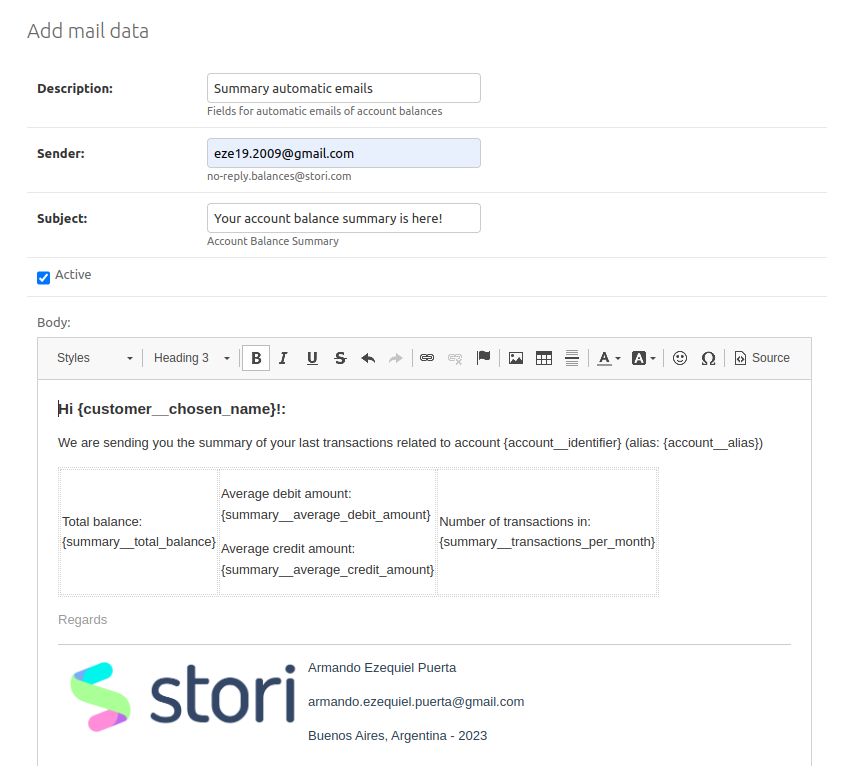 Add mail data
Description:
Summary automatic emails
Fields for automatic emails of account balances
Sender:
eze19.2009@gmail.com
no-reply.balances@stori.com
Subject:
Your account balance summary is here!
Account Balance Summary
Active
Body:
Styles Heading 3 B I U S A A Ω Source
Hi {customer__chosen_name}!:
We are sending you the summary of your last transactions related to account {account__identifier} (alias: {account__alias})
Total balance:
{summary__total_balance}
Average debit amount:
{summary__average_debit_amount}
Average credit amount:
{summary__average_credit_amount}
Number of transactions in:
{summary__transactions_per_month}
Regards
stori
Armando Ezequiel Puerta
armando.ezequiel.puerta@gmail.com
Buenos Aires, Argentina - 2023